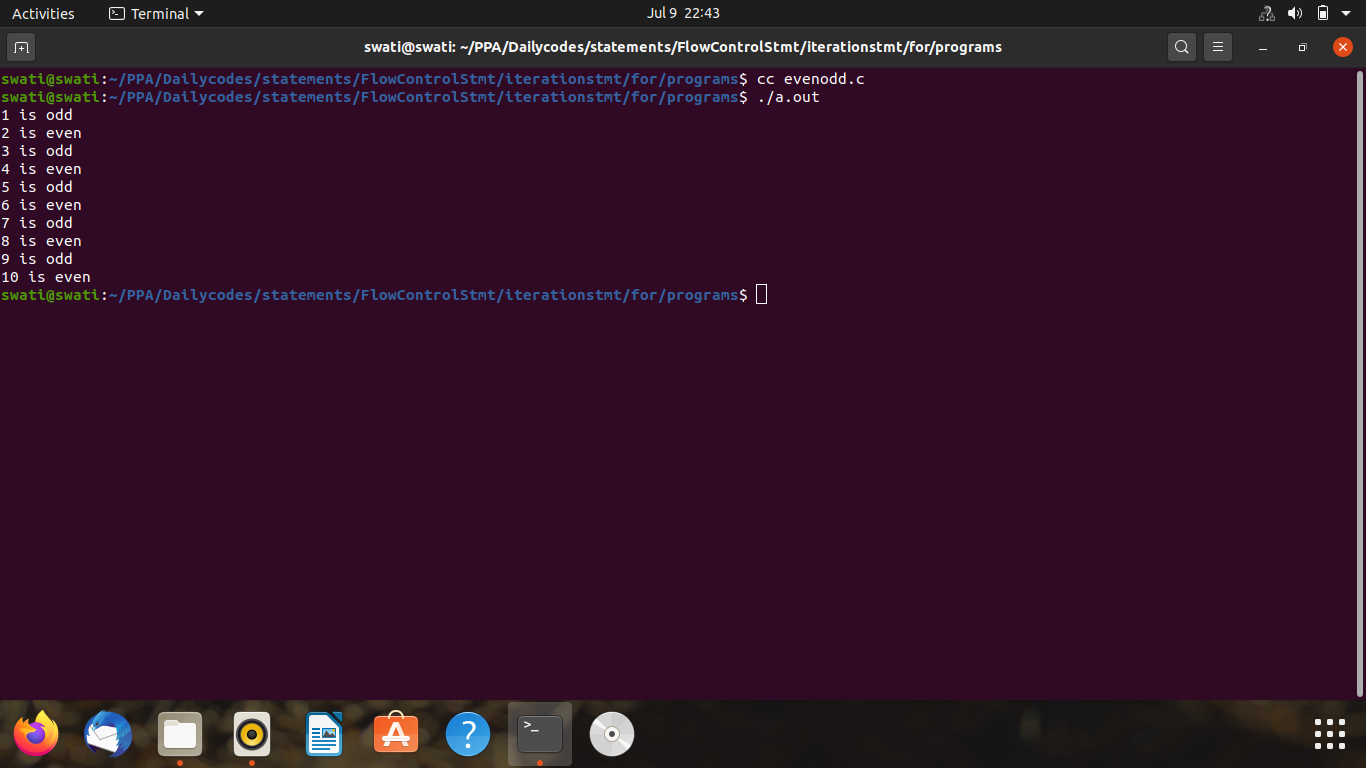 Activities
Terminal
Jul 9 22:43
swati@swati: ~/PPA/Dailycodes/statements/FlowControlStmt/iterationstmt/for/programs
swati@swati:~/PPA/Dailycodes/statements/FlowControlStmt/iterationstmt/for/programs$ cc evenodd.c
swati@swati:~/PPA/Dailycodes/statements/FlowControlStmt/iterationstmt/for/programs$ ./a.out
1 is odd
2 is even
3 is odd
4 is even
5 is odd
6 is even
7 is odd
8 is even
9 is odd
10 is even
swati@swati:~/PPA/Dailycodes/statements/FlowControlStmt/iterationstmt/for/programs$